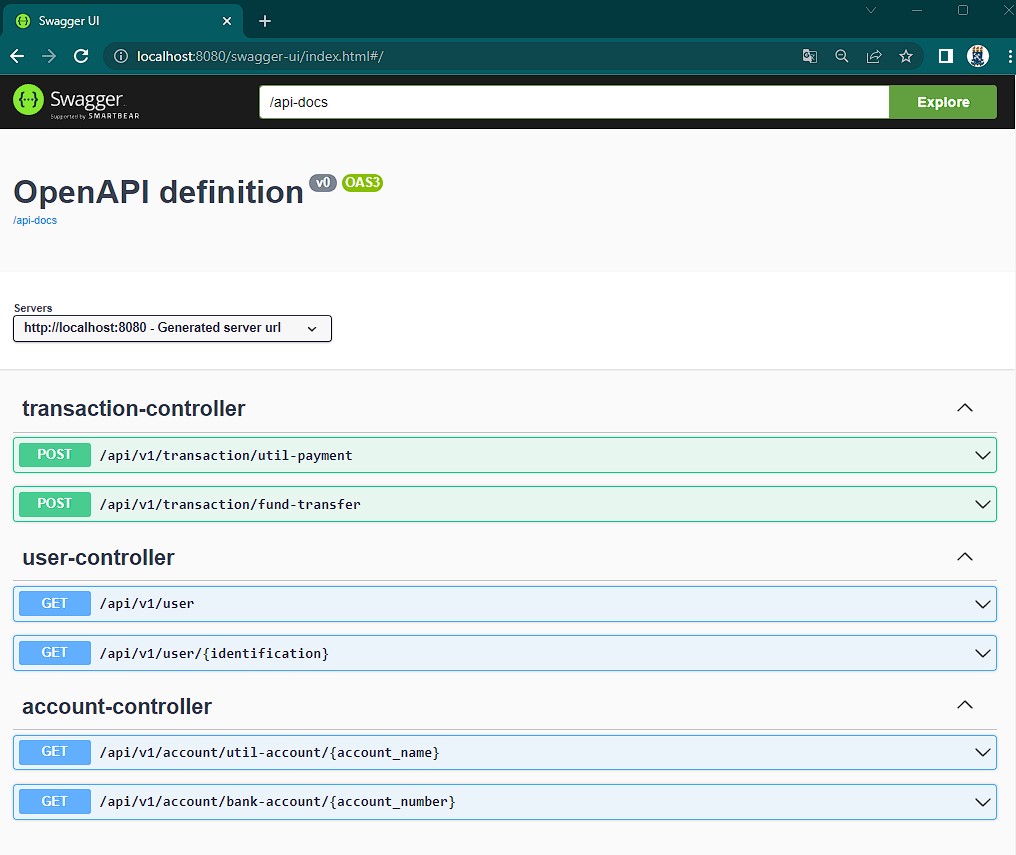 Swagger UI
localhost:8080/swagger-ui/index.html#/
Swagger
Supported by SMARTBEAR
/api-docs
Explore
OpenAPI definition v0 OAS3
/api-docs
Servers
http://localhost:8080 - Generated server url
transaction-controller
POST /api/v1/transaction/util-payment
POST /api/v1/transaction/fund-transfer
user-controller
GET /api/v1/user
GET /api/v1/user/{identification}
account-controller
GET /api/v1/account/util-account/{account_name}
GET /api/v1/account/bank-account/{account_number}